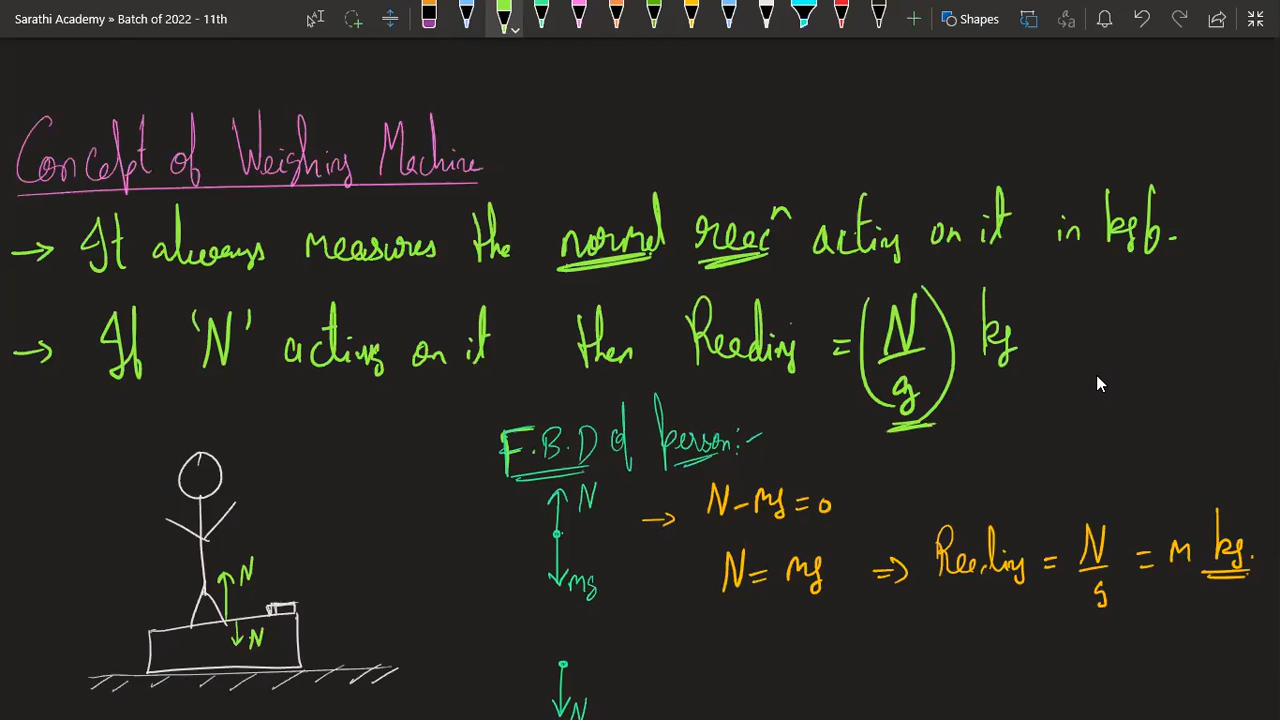 Sarathi Academy » Batch of 2022 - 11th
Shapes
Concept of Weighing Machine
→ It always measures the normal reacⁿ acting on it in kgf.
→ If 'N' acting on it then Reading = (N/g) kg
F.B.D of person:-
N
mg
→ N-mg=0
N = mg ⇒ Reading = N/g = m kg.
N
N
N